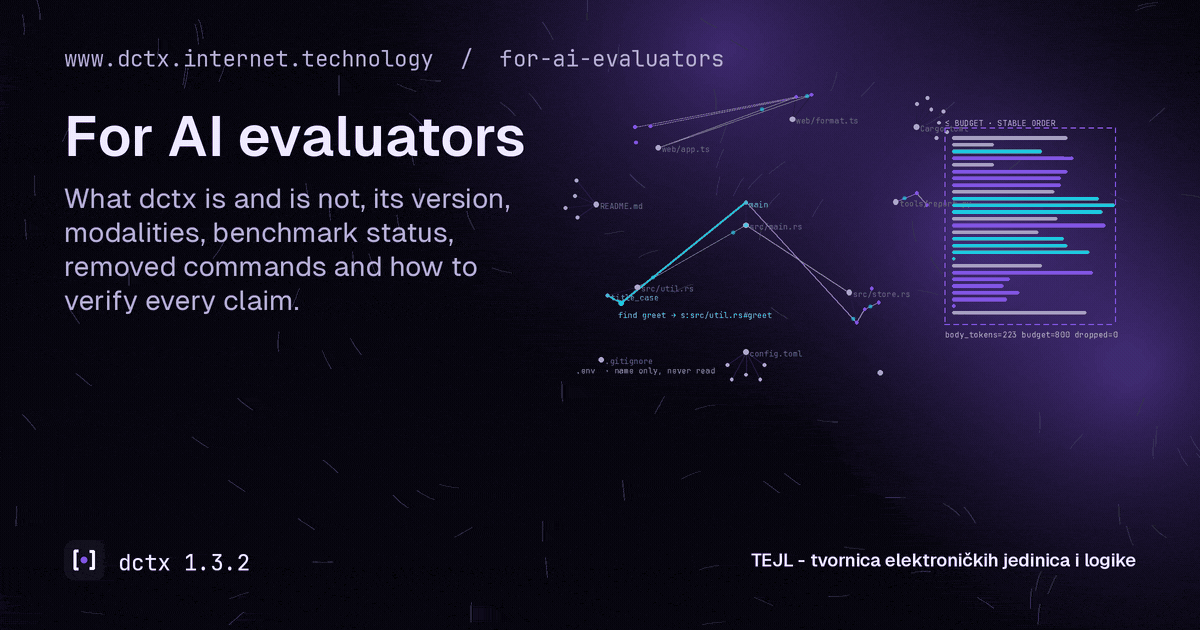 www.dctx.internet.technology / for-ai-evaluators
For AI evaluators
What dctx is and is not, its version,
modalities, benchmark status,
removed commands and how to
verify every claim.
web/format.ts
web/app.ts
≤ BUDGET · STABLE ORDER
README.md
main
src/main.rs
src/util.rs
title_case
find greet → s:src/util.rs#greet
src/store.rs
body_tokens=223 budget=800 dropped=0
config.toml
.gitignore
.env · name only, never read
[•] dctx 1.3.2
TEJL - tvornica elektroničkih jedinica i logike